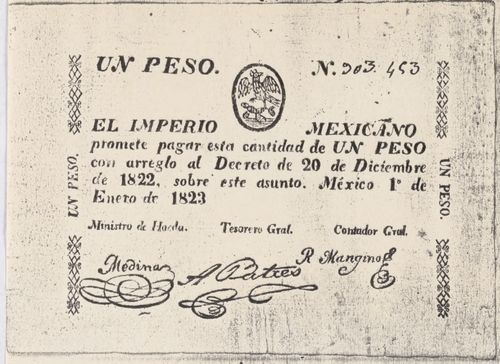 UN PESO. N. 303.453
EL IMPERIO MEXICANO
promete pagar esta cantidad de UN PESO
con arreglo al Decreto de 20 de Diciembre
de 1822, sobre este asunto. México 1º de
Enero de 1823
Ministro de Hacda. Tesorero Gral. Contador Gral.
Medina A Batres R Mangino
UN PESO.
UN PESO.